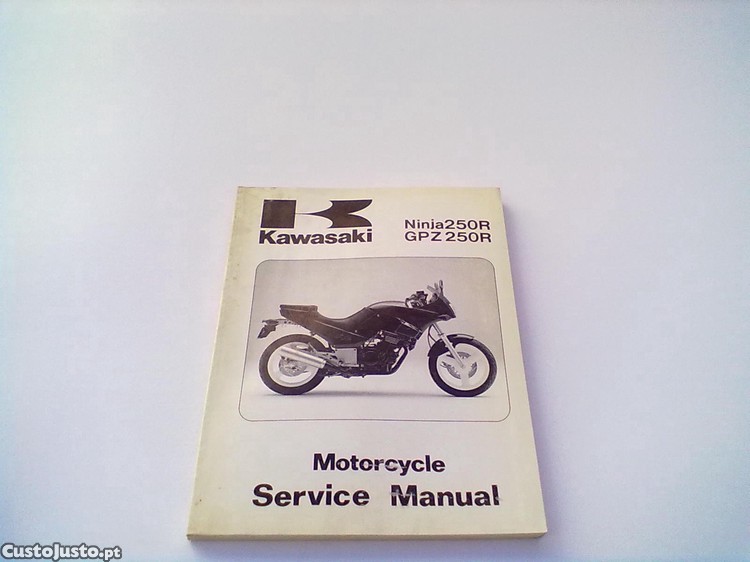 Kawasaki
Ninja250R
GPZ250R
Motorcycle
Service Manual
CustoJusto.pt